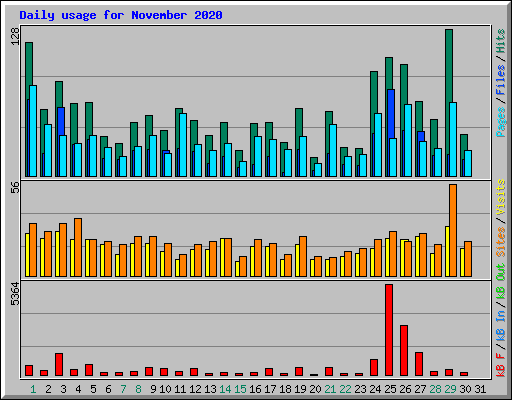 Daily usage for November 2020
128
Pages / Files / Hits
56
Sites / Visits
5364
kB F / kB In / kB Out
1 2 3 4 5 6 7 8 9 10 11 12 13 14 15 16 17 18 19 20 21 22 23 24 25 26 27 28 29 30 31